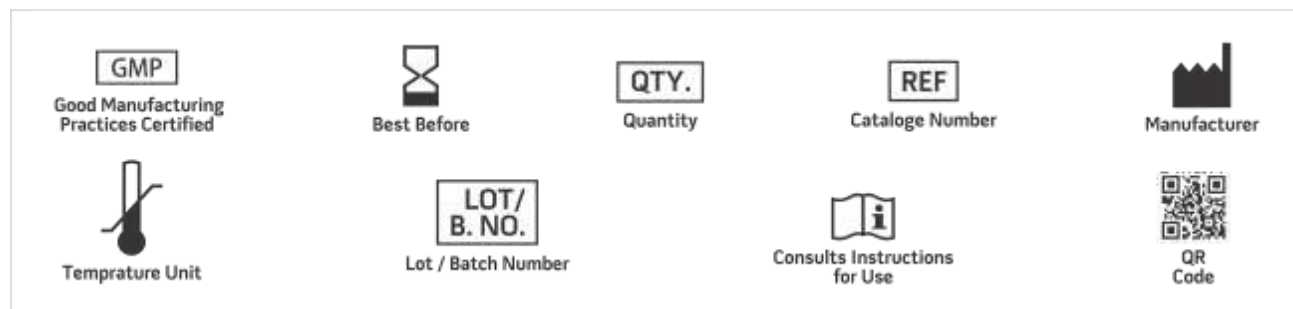 GMP
Good Manufacturing
Practices Certified
Best Before
QTY.
Quantity
REF
Cataloge Number
Manufacturer
Temprature Unit
LOT/
B. NO.
Lot / Batch Number
i
Consults Instructions
for Use
QR
Code